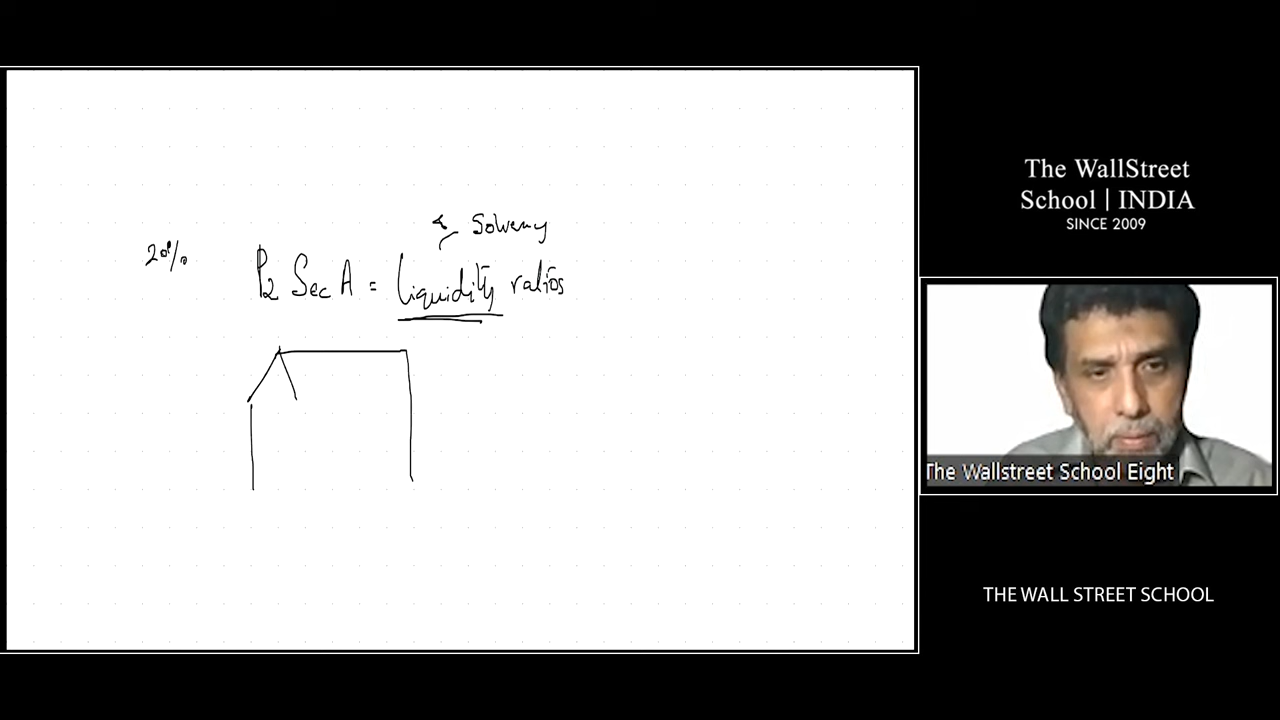 & Solvency
20%
P2 Sec A = Liquidity ratios
The WallStreet
School | INDIA
SINCE 2009
The Wallstreet School Eight
THE WALL STREET SCHOOL